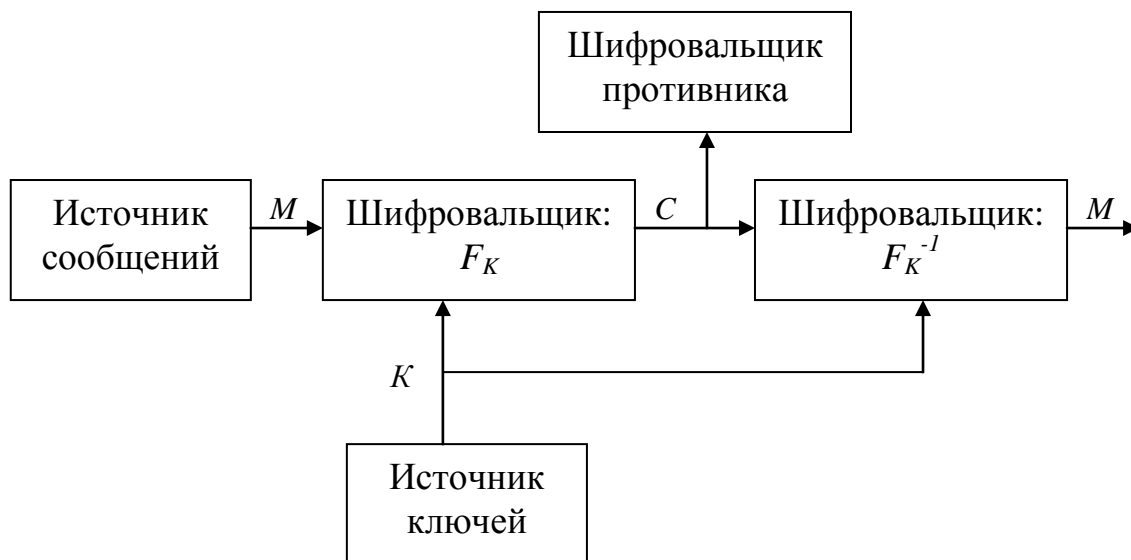 Шифровальщик
противника
Источник
сообщений
M
Шифровальщик:
F_K
C
Шифровальщик:
F_K^-1
M
K
Источник
ключей